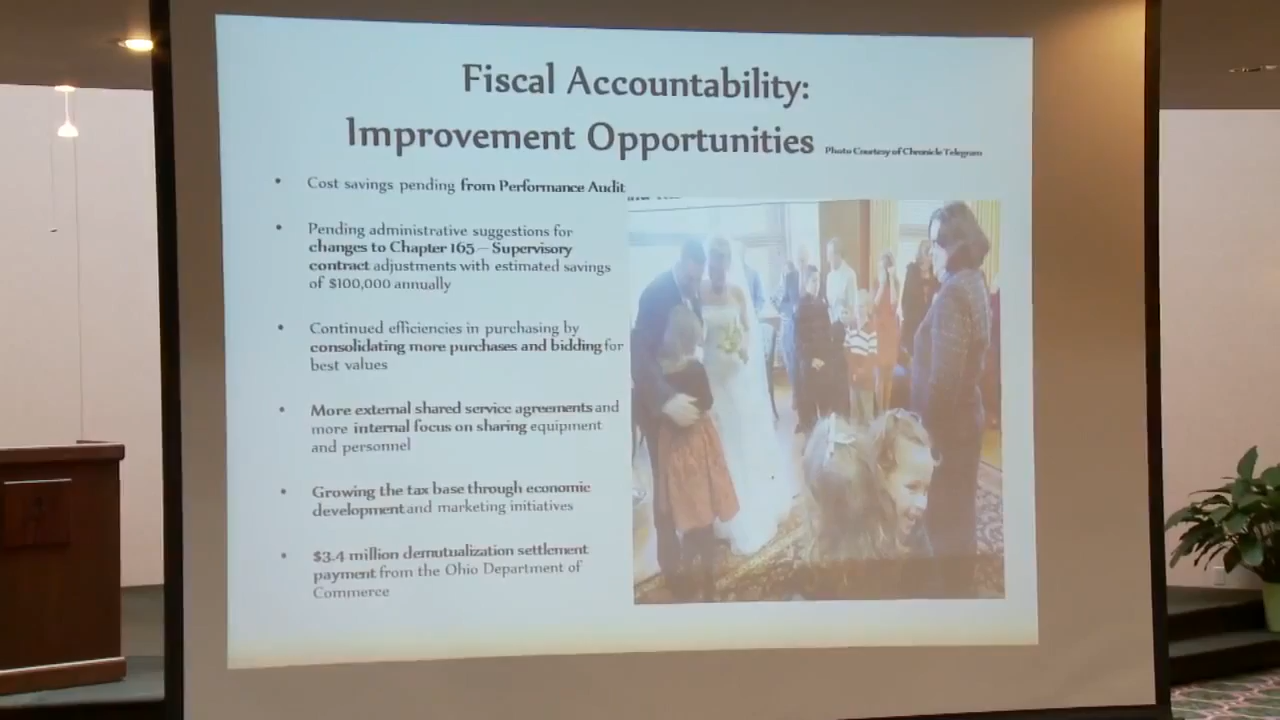 Fiscal Accountability:
Improvement Opportunities Photo Courtesy of Chronicle Telegram
• Cost savings pending from Performance Audit
• Pending administrative suggestions for
changes to Chapter 165 – Supervisory
contract adjustments with estimated savings
of $100,000 annually
• Continued efficiencies in purchasing by
consolidating more purchases and bidding for
best values
• More external shared service agreements and
more internal focus on sharing equipment
and personnel
• Growing the tax base through economic
development and marketing initiatives
• $3.4 million demutualization settlement
payment from the Ohio Department of
Commerce